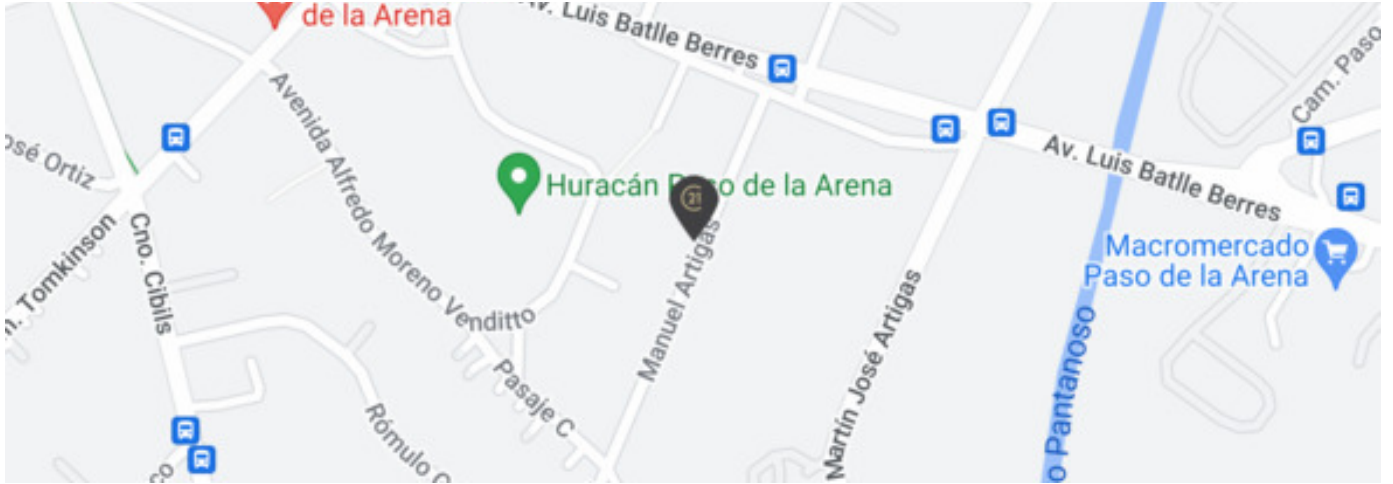 de la Arena
Av. Luis Batlle Berres
Cam. Paso
Avenida Alfredo Moreno Venditto
osé Ortiz
Huracán Paso de la Arena
21
Av. Luis Batlle Berres
Cno. Cibils
n. Tomkinson
Manuel Artigas
Macromercado
Paso de la Arena
Martín José Artigas
o Pantanoso
Pasaje C
Rómulo
co